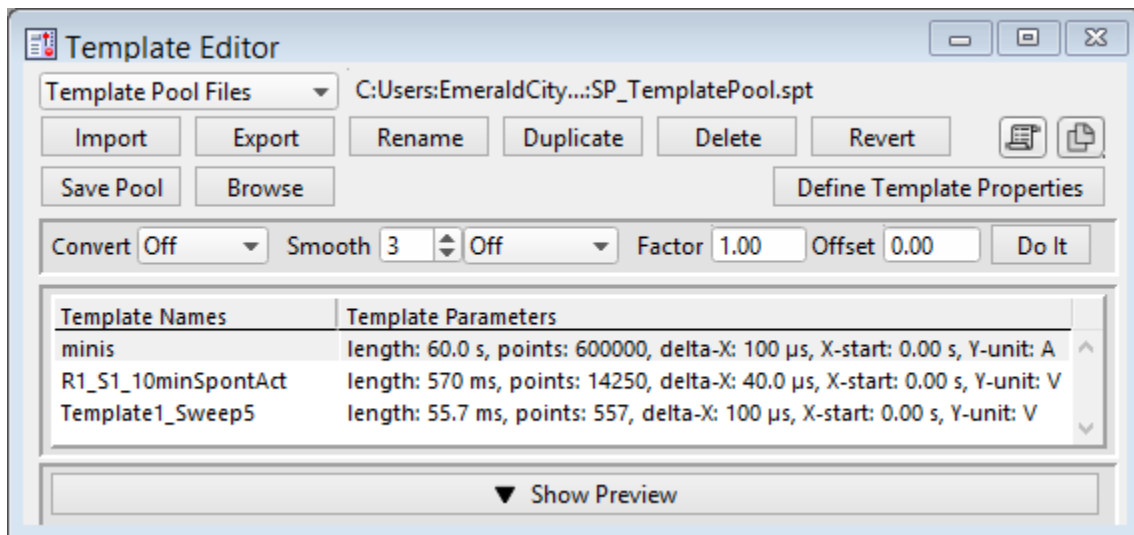 Template Editor
Template Pool Files C:Users:EmeraldCity...:SP_TemplatePool.spt
Import Export Rename Duplicate Delete Revert
Save Pool Browse Define Template Properties
Convert Off Smooth 3 Off Factor 1.00 Offset 0.00 Do It
Template Names Template Parameters
minis length: 60.0 s, points: 600000, delta-X: 100 µs, X-start: 0.00 s, Y-unit: A
R1_S1_10minSpontAct length: 570 ms, points: 14250, delta-X: 40.0 µs, X-start: 0.00 s, Y-unit: V
Template1_Sweep5 length: 55.7 ms, points: 557, delta-X: 100 µs, X-start: 0.00 s, Y-unit: V
Show Preview